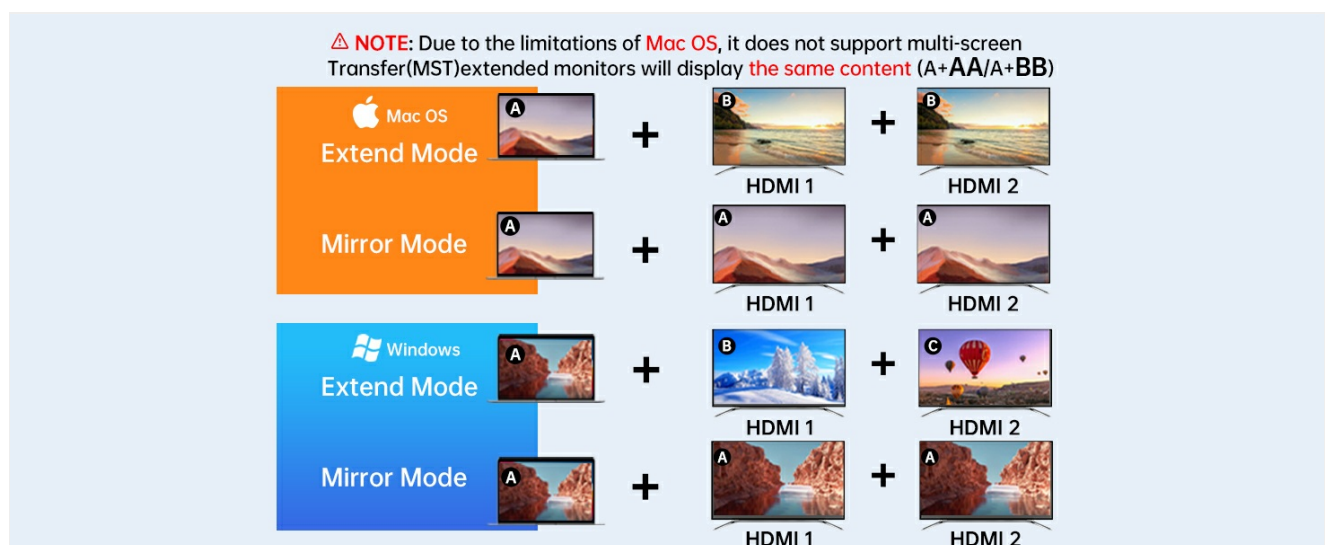 ⚠ NOTE: Due to the limitations of Mac OS, it does not support multi-screen
Transfer(MST)extended monitors will display the same content (A+AA/A+BB)
Mac OS
Extend Mode
A + B + B
HDMI 1 HDMI 2
Mirror Mode
A + A + A
HDMI 1 HDMI 2
Windows
Extend Mode
A + B + C
HDMI 1 HDMI 2
Mirror Mode
A + A + A
HDMI 1 HDMI 2